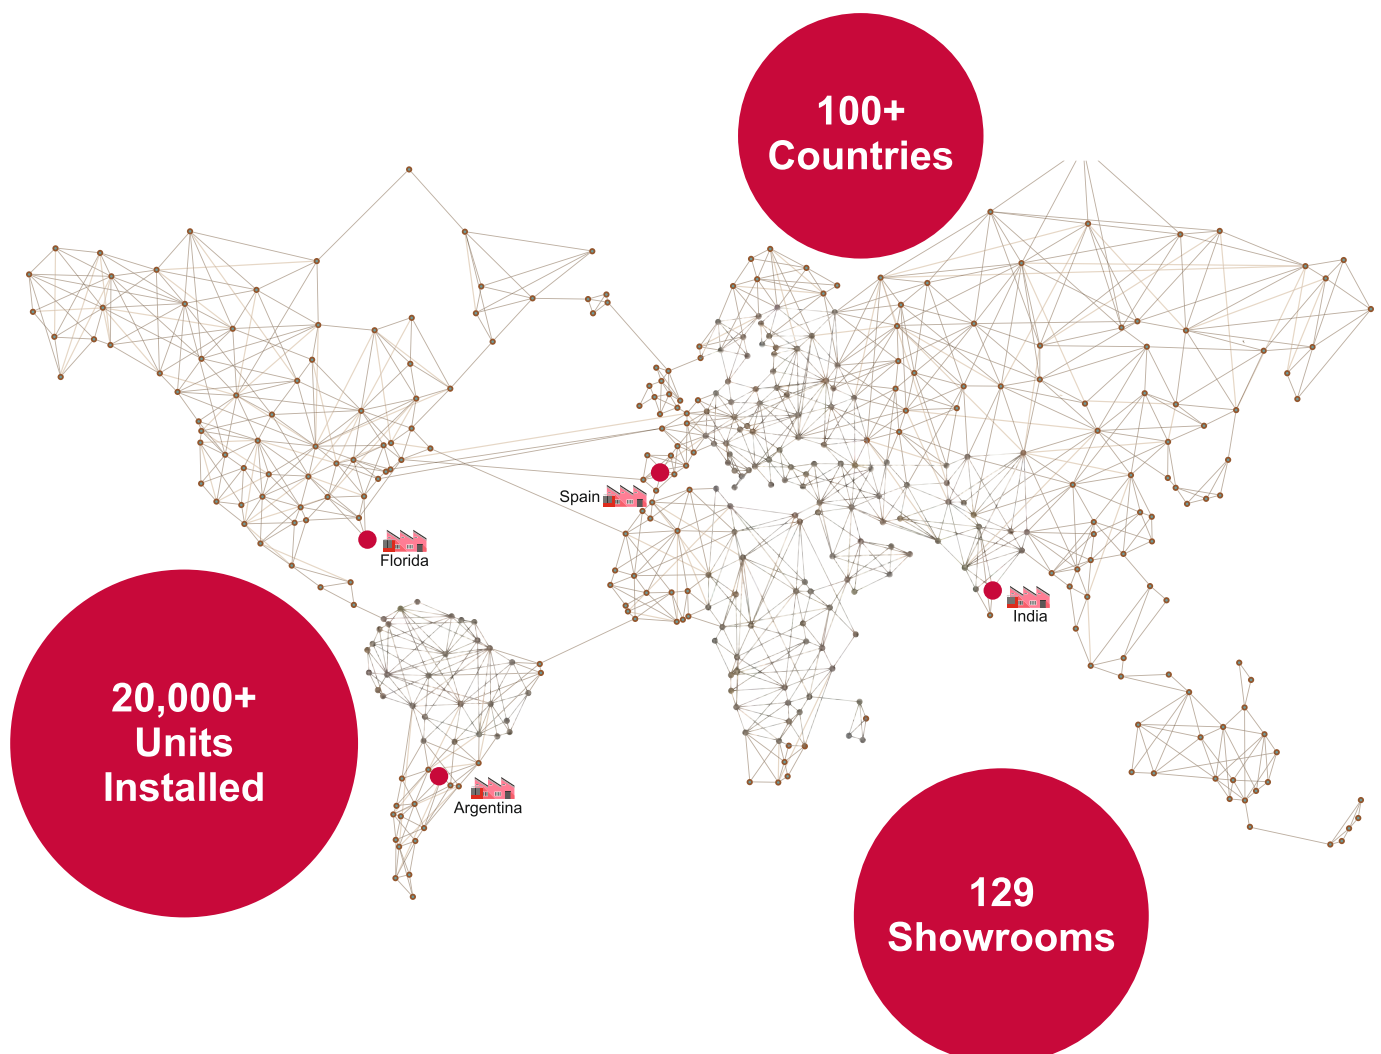 100+
Countries
Spain
Florida
India
20,000+
Units
Installed
Argentina
129
Showrooms